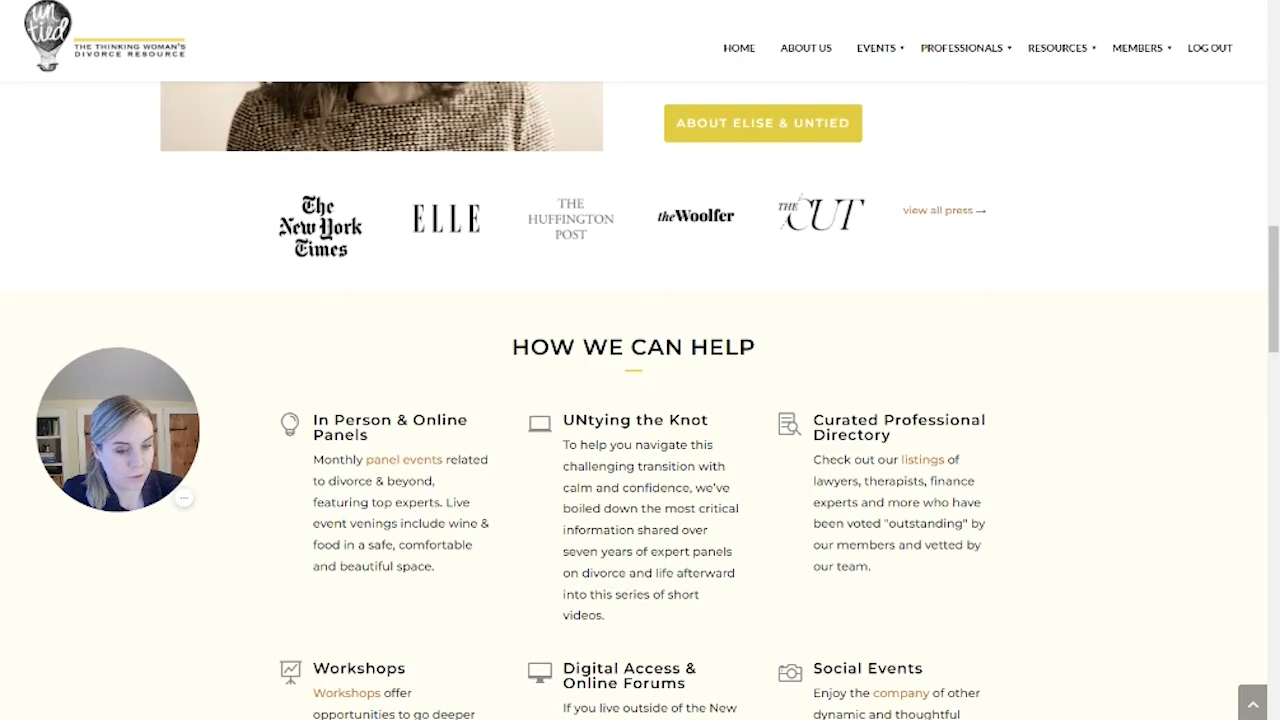 un
tied
THE THINKING WOMAN'S
DIVORCE RESOURCE
HOME ABOUT US EVENTS PROFESSIONALS RESOURCES MEMBERS LOG OUT
ABOUT ELISE & UNTIED
The
New York
Times
ELLE
THE
HUFFINGTON
POST
theWoolfer
THE CUT
view all press →
HOW WE CAN HELP
In Person & Online
Panels
Monthly panel events related
to divorce & beyond,
featuring top experts. Live
event venings include wine &
food in a safe, comfortable
and beautiful space.
UNtying the Knot
To help you navigate this
challenging transition with
calm and confidence, we've
boiled down the most critical
information shared over
seven years of expert panels
on divorce and life afterward
into this series of short
videos.
Curated Professional
Directory
Check out our listings of
lawyers, therapists, finance
experts and more who have
been voted "outstanding" by
our members and vetted by
our team.
Workshops
Workshops offer
opportunities to go deeper
Digital Access &
Online Forums
If you live outside of the New
Social Events
Enjoy the company of other
dynamic and thoughtful